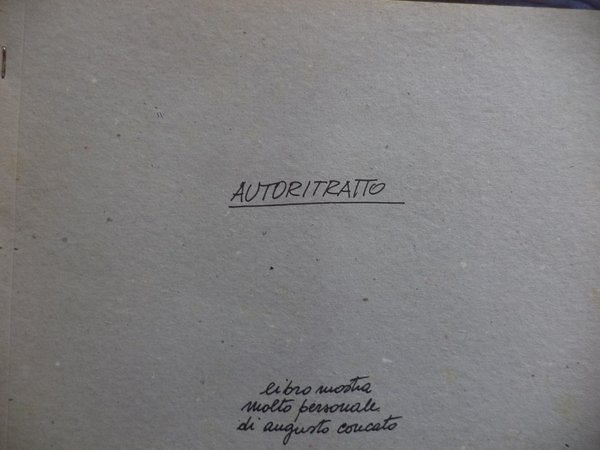 AUTORITRATTO
libro mostra
molto personale
di augusto concato